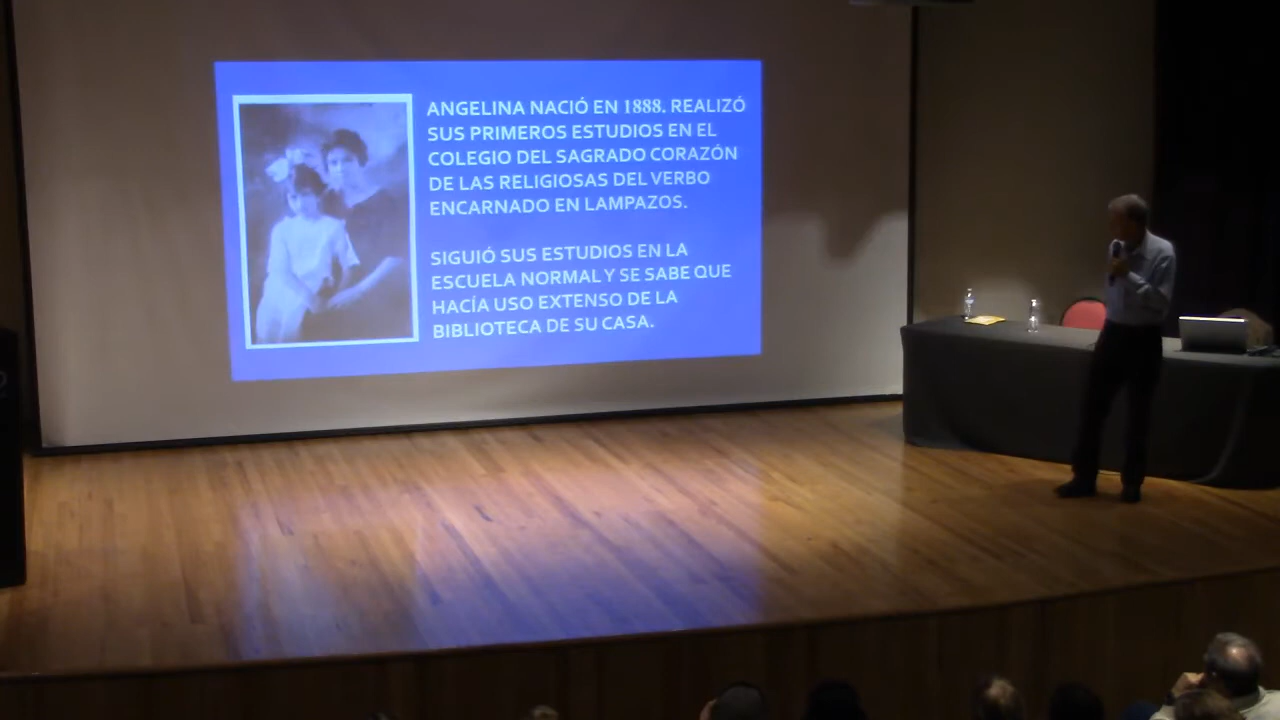 ANGELINA NACIÓ EN 1888. REALIZÓ
SUS PRIMEROS ESTUDIOS EN EL
COLEGIO DEL SAGRADO CORAZÓN
DE LAS RELIGIOSAS DEL VERBO
ENCARNADO EN LAMPAZOS.
SIGUIÓ SUS ESTUDIOS EN LA
ESCUELA NORMAL Y SE SABE QUE
HACÍA USO EXTENSO DE LA
BIBLIOTECA DE SU CASA.